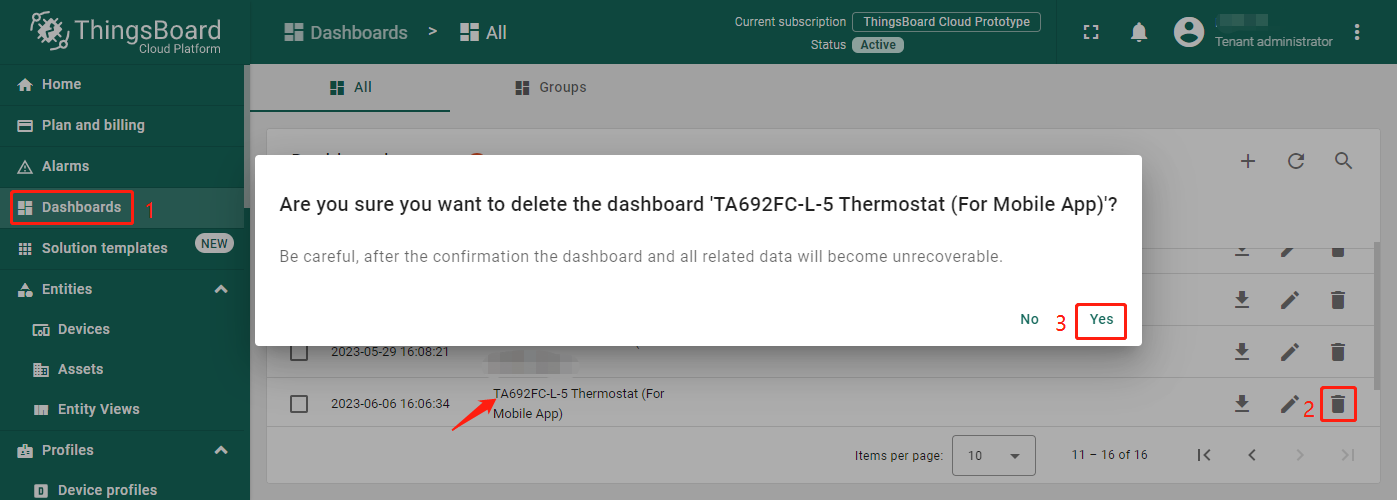 ThingsBoard
Cloud Platform
Dashboards > All
Current subscription ThingsBoard Cloud Prototype
Status Active
Tenant administrator
Home
Plan and billing
Alarms
Dashboards 1
Solution templates NEW
Entities
Devices
Assets
Entity Views
Profiles
Device profiles
All Groups
Are you sure you want to delete the dashboard 'TA692FC-L-5 Thermostat (For Mobile App)'?
Be careful, after the confirmation the dashboard and all related data will become unrecoverable.
No 3 Yes
2023-05-29 16:08:21
2023-06-06 16:06:34
TA692FC-L-5 Thermostat (For
Mobile App)
2
Items per page: 10 11 – 16 of 16